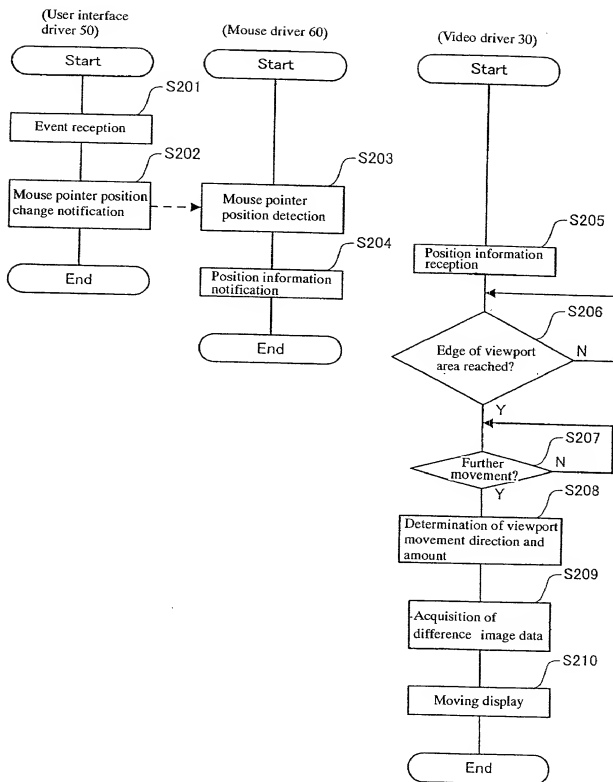 (User interface
driver 50)
Start
S201
Event reception
S202
Mouse pointer position
change notification
End
(Mouse driver 60)
Start
S203
Mouse pointer
position detection
S204
Position information
notification
End
(Video driver 30)
Start
S205
Position information
reception
S206
Edge of viewport
area reached?
N
Y
S207
Further
movement?
N
Y
S208
Determination of viewport
movement direction and
amount
S209
Acquisition of
difference image data
S210
Moving display
End